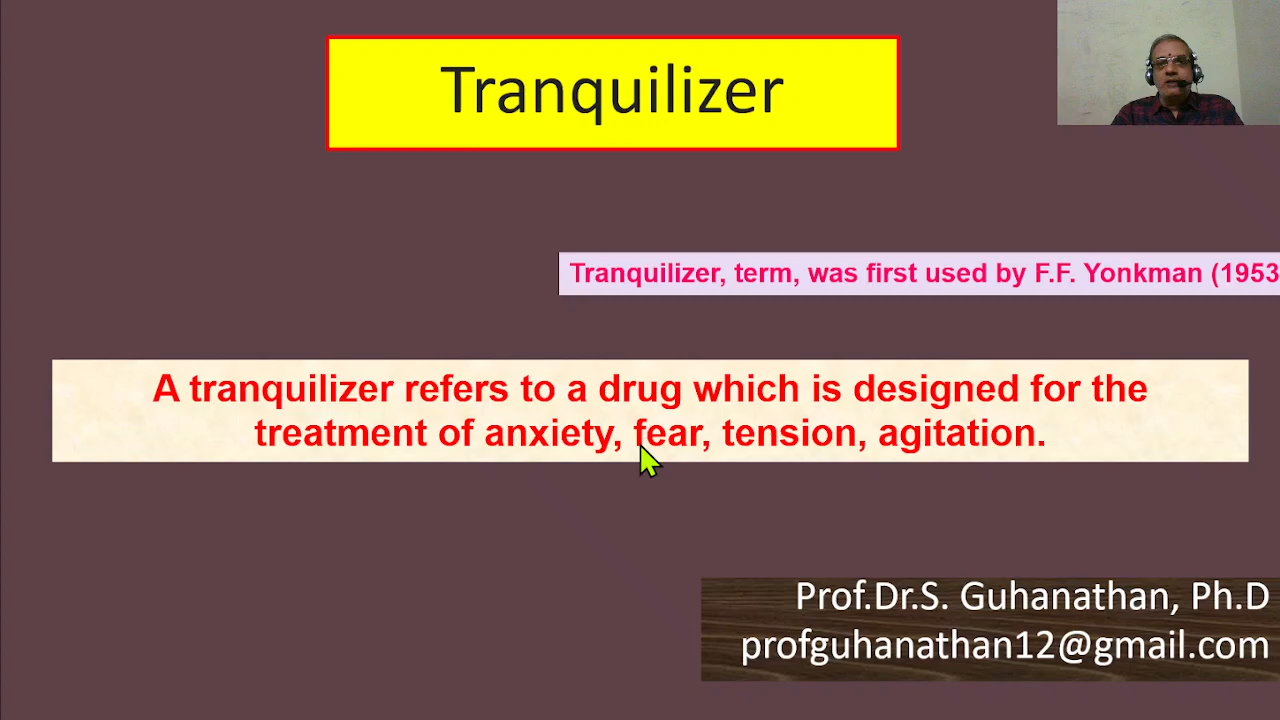 Tranquilizer
Tranquilizer, term, was first used by F.F. Yonkman (1953
A tranquilizer refers to a drug which is designed for the
treatment of anxiety, fear, tension, agitation.
Prof.Dr.S. Guhanathan, Ph.D
profguhanathan12@gmail.com